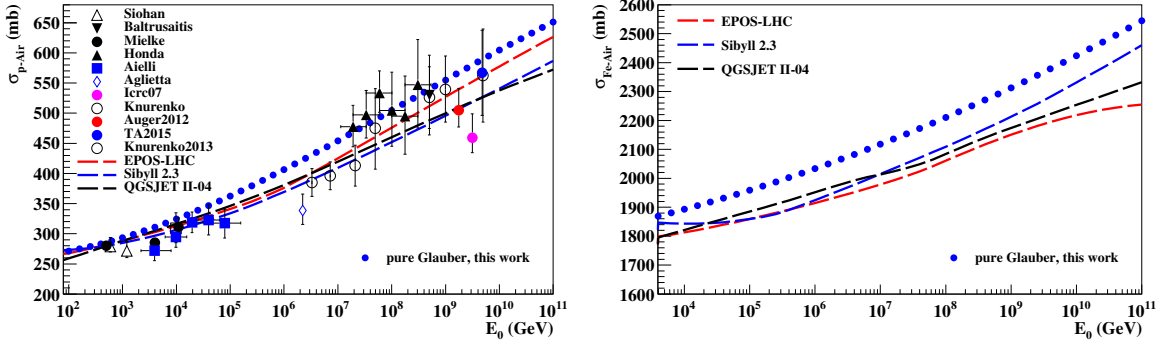 σp-Air (mb)
650
600
550
500
450
400
350
300
250
200
Siohan
Baltrusaitis
Mielke
Honda
Aielli
Aglietta
Icrc07
Knurenko
Auger2012
TA2015
Knurenko2013
EPOS-LHC
Sibyll 2.3
QGSJET II-04
pure Glauber, this work
10² 10³ 10⁴ 10⁵ 10⁶ 10⁷ 10⁸ 10⁹ 10¹⁰ 10¹¹
E₀ (GeV)
σFe-Air (mb)
2600
2500
2400
2300
2200
2100
2000
1900
1800
1700
1600
EPOS-LHC
Sibyll 2.3
QGSJET II-04
pure Glauber, this work
10⁴ 10⁵ 10⁶ 10⁷ 10⁸ 10⁹ 10¹⁰ 10¹¹
E₀ (GeV)